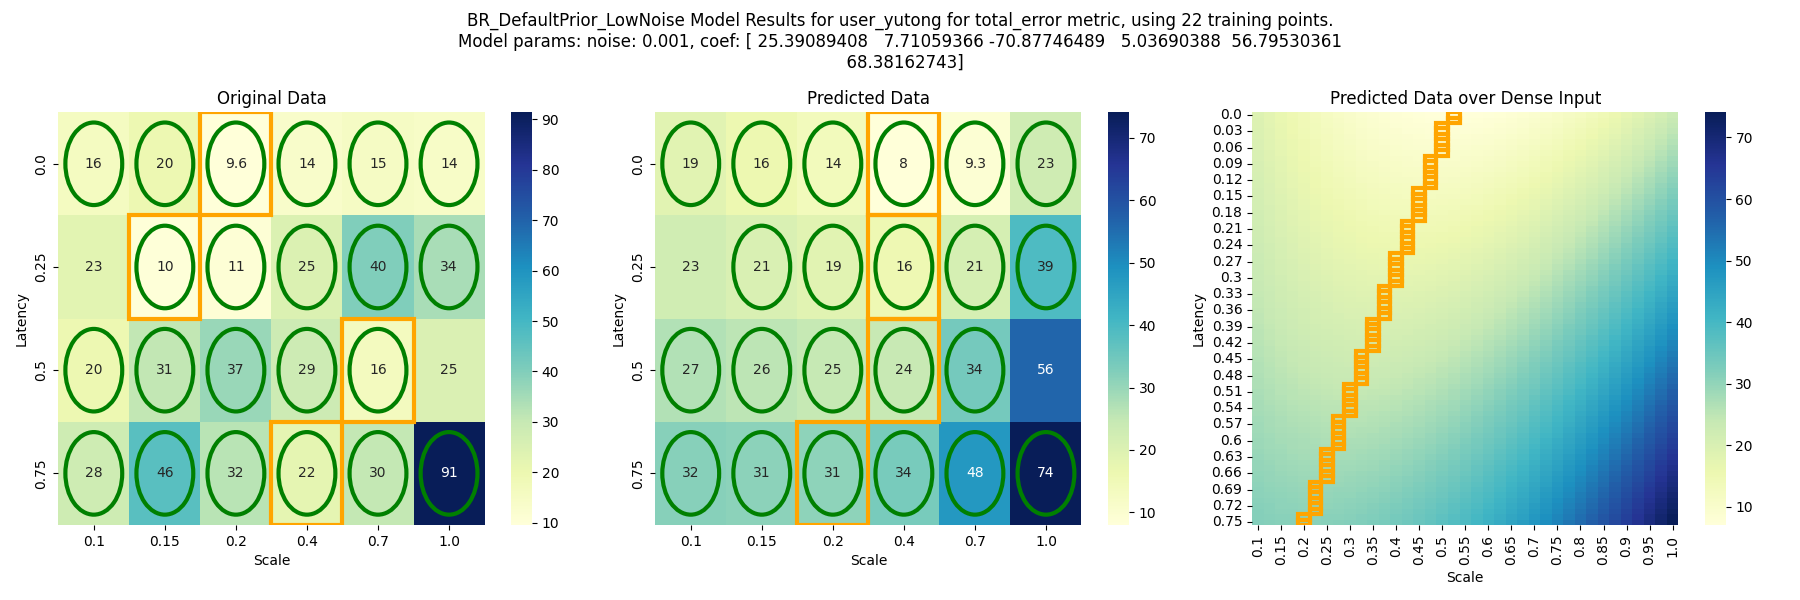 BR_DefaultPrior_LowNoise Model Results for user_yutong for total_error metric, using 22 training points.
Model params: noise: 0.001, coef: [ 25.39089408   7.71059366 -70.87746489   5.03690388  56.79530361
68.38162743]
Original Data
0.0 16 20 9.6 14 15 14
0.25 23 10 11 25 40 34
0.5 20 31 37 29 16 25
0.75 28 46 32 22 30 91
0.1 0.15 0.2 0.4 0.7 1.0
Latency
Scale
90
80
70
60
50
40
30
20
10
Predicted Data
0.0 19 16 14 8 9.3 23
0.25 23 21 19 16 21 39
0.5 27 26 25 24 34 56
0.75 32 31 31 34 48 74
0.1 0.15 0.2 0.4 0.7 1.0
Latency
Scale
70
60
50
40
30
20
10
Predicted Data over Dense Input
0.0
0.03
0.06
0.09
0.12
0.15
0.18
0.21
0.24
0.27
0.3
0.33
0.36
0.39
0.42
0.45
0.48
0.51
0.54
0.57
0.6
0.63
0.66
0.69
0.72
0.75
0.1 0.15 0.2 0.25 0.3 0.35 0.4 0.45 0.5 0.55 0.6 0.65 0.7 0.75 0.8 0.85 0.9 0.95 1.0
Latency
Scale
70
60
50
40
30
20
10